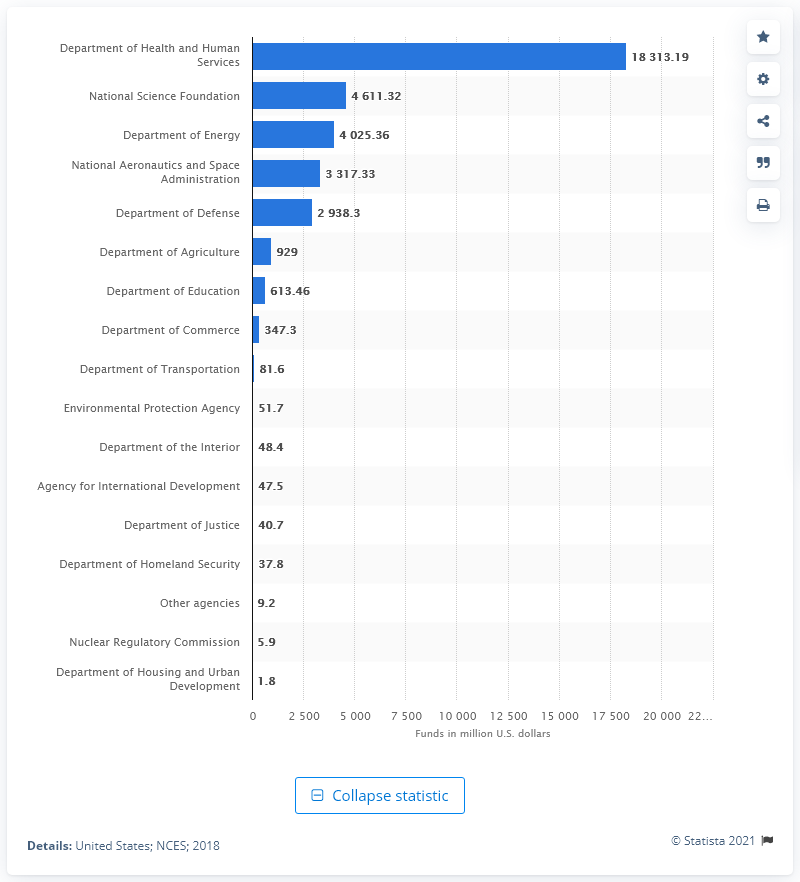 Department of Health and Human
Services
18 313.19
National Science Foundation
4 611.32
Department of Energy
4 025.36
National Aeronautics and Space
Administration
3 317.33
Department of Defense
2 938.3
Department of Agriculture
929
Department of Education
613.46
Department of Commerce
347.3
Department of Transportation
81.6
Environmental Protection Agency
51.7
Department of the Interior
48.4
Agency for International Development
47.5
Department of Justice
40.7
Department of Homeland Security
37.8
Other agencies
9.2
Nuclear Regulatory Commission
5.9
Department of Housing and Urban
Development
1.8
0 2 500 5 000 7 500 10 000 12 500 15 000 17 500 20 000 22...
Funds in million U.S. dollars
Collapse statistic
Details: United States; NCES; 2018
© Statista 2021